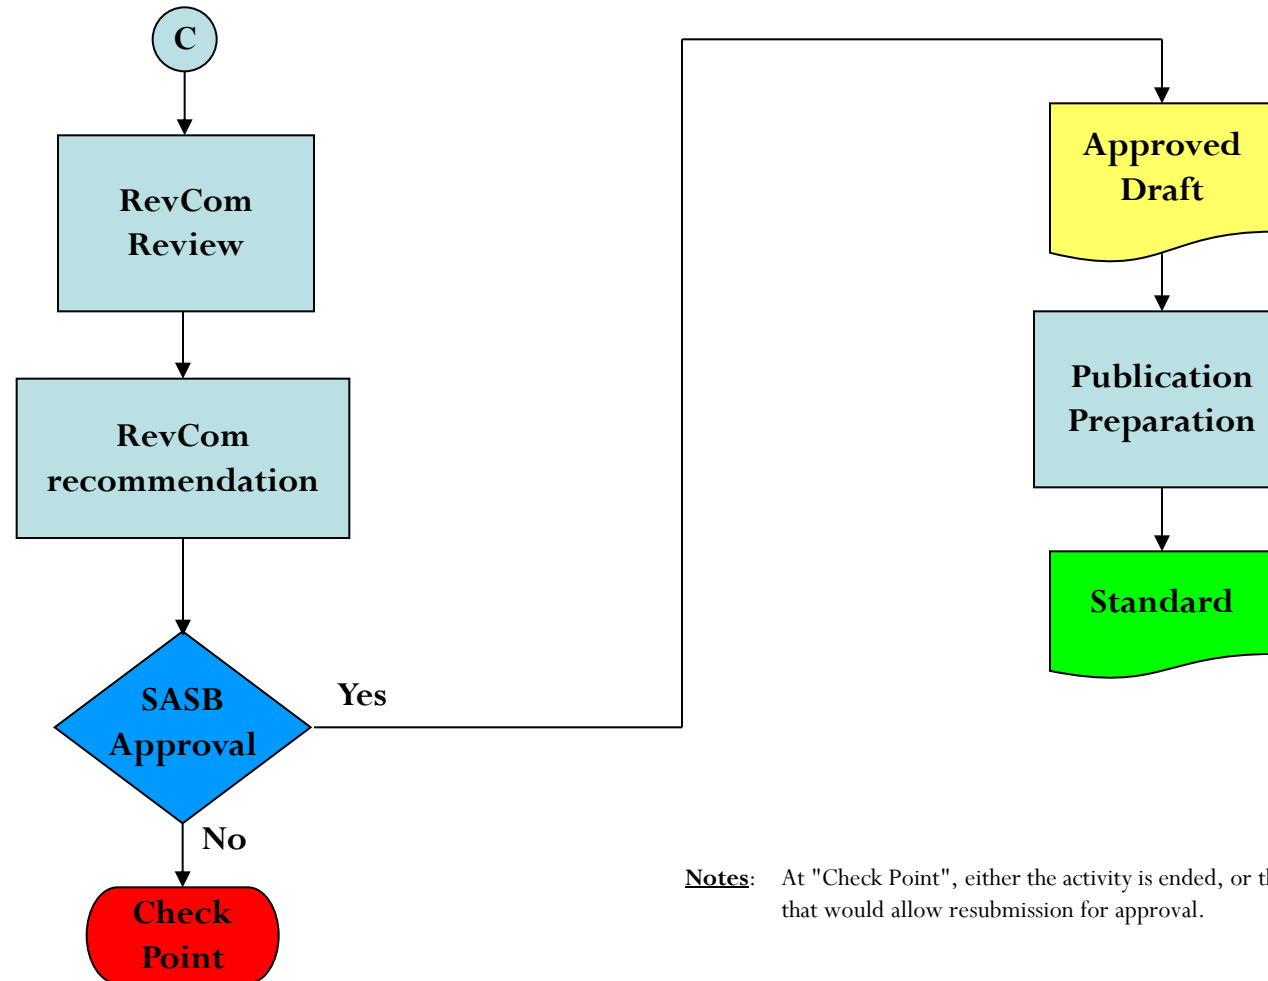 C
RevCom
Review
RevCom
recommendation
SASB
Approval
Yes
No
Check
Point
Approved
Draft
Publication
Preparation
Standard
Notes: At "Check Point", either the activity is ended, or
that would allow resubmission for approval.